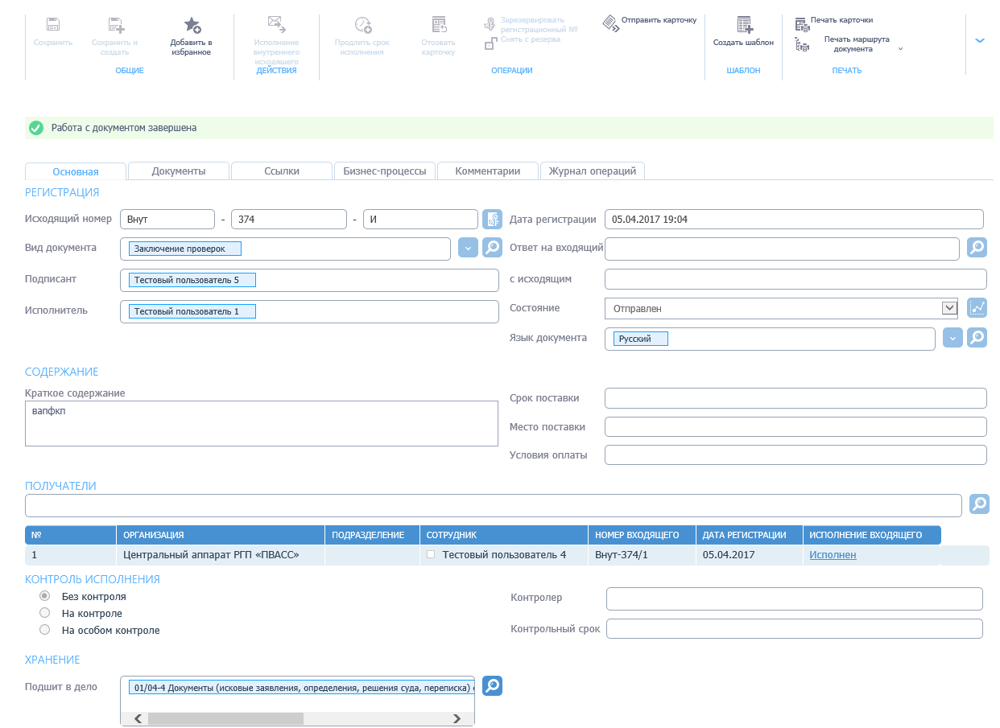 Сохранить
Сохранить и
создать
Добавить в
избранное
ОБЩИЕ
Исполнение
внутреннего
исходящего
ДЕЙСТВИЯ
Продлить срок
исполнения
Отозвать
карточку
Зарезервировать
регистрационный №
Снять с резерва
Отправить карточку
ОПЕРАЦИИ
Создать шаблон
ШАБЛОН
Печать карточки
Печать маршрута
документа
ПЕЧАТЬ
Работа с документом завершена
Основная Документы Ссылки Бизнес-процессы Комментарии Журнал операций
РЕГИСТРАЦИЯ
Исходящий номер Внут - 374 - И Дата регистрации 05.04.2017 19:04
Вид документа Заключение проверок Ответ на входящий
Подписант Тестовый пользователь 5 с исходящим
Исполнитель Тестовый пользователь 1 Состояние Отправлен
Язык документа Русский
СОДЕРЖАНИЕ
Краткое содержание
вапфкп
Срок поставки
Место поставки
Условия оплаты
ПОЛУЧАТЕЛИ
№ ОРГАНИЗАЦИЯ ПОДРАЗДЕЛЕНИЕ СОТРУДНИК НОМЕР ВХОДЯЩЕГО ДАТА РЕГИСТРАЦИИ ИСПОЛНЕНИЕ ВХОДЯЩЕГО
1 Центральный аппарат РГП «ПВАСС» Тестовый пользователь 4 Внут-374/1 05.04.2017 Исполнен
КОНТРОЛЬ ИСПОЛНЕНИЯ
Без контроля Контролер
На контроле
На особом контроле Контрольный срок
ХРАНЕНИЕ
Подшит в дело 01/04-4 Документы (исковые заявления, определения, решения суда, переписка)